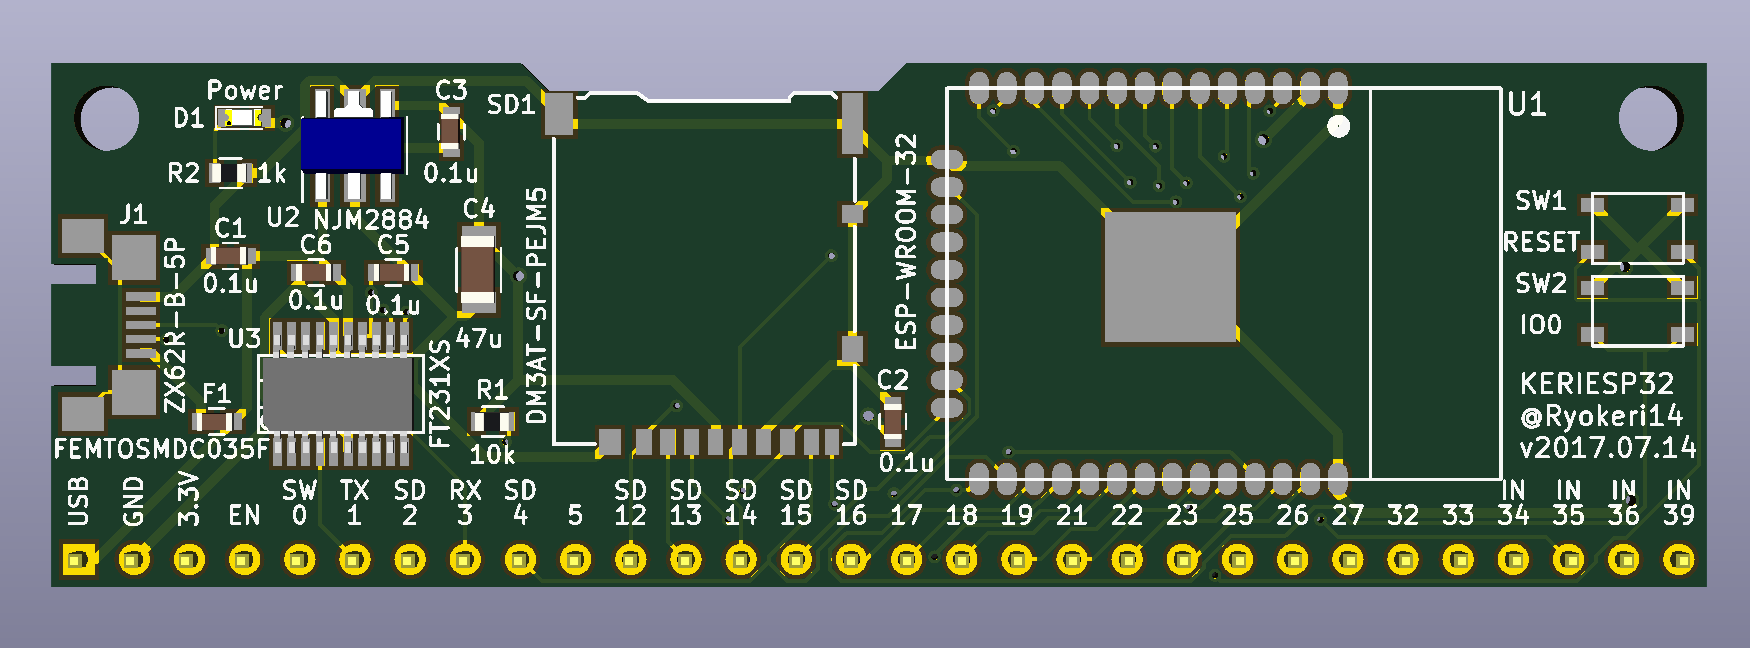 Power
D1
R2
1k
U2
NJM2884
C3
0.1u
SD1
U1
J1
ZX62R-B-5P
C1
0.1u
C6
0.1u
C5
0.1u
C4
47u
DM3AT-SF-PEJM5
ESP-WROOM-32
SW1
RESET
SW2
IO0
U3
FT231XS
F1
FEMTOSMDC035F
R1
10k
C2
0.1u
KERIESP32
@Ryokeri14
v2017.07.14
USB
GND
3.3V
EN
SW 0
TX 1
SD 2
RX 3
SD 4
5
SD 12
SD 13
SD 14
SD 15
SD 16
17
18
19
21
22
23
25
26
27
32
33
IN 34
IN 35
IN 36
IN 39